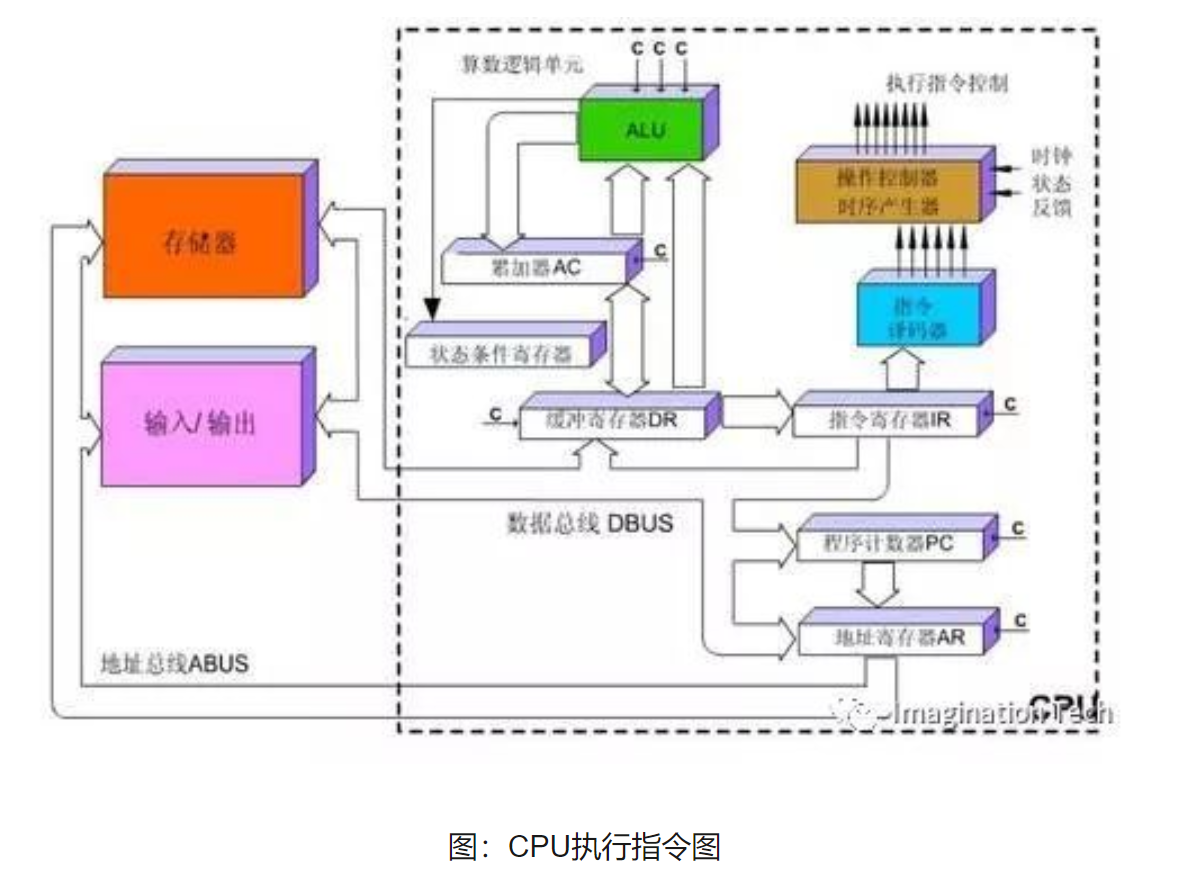 C C C
算数逻辑单元
ALU
执行指令控制
操作控制器
时序产生器
时钟
状态
反馈
存储器
累加器AC
C
指令
译码器
状态条件寄存器
输入/输出
C
缓冲寄存器DR
指令寄存器IR
C
数据总线 DBUS
程序计数器PC
C
地址寄存器AR
C
地址总线ABUS
CPU
Imagination Tech
图：CPU执行指令图